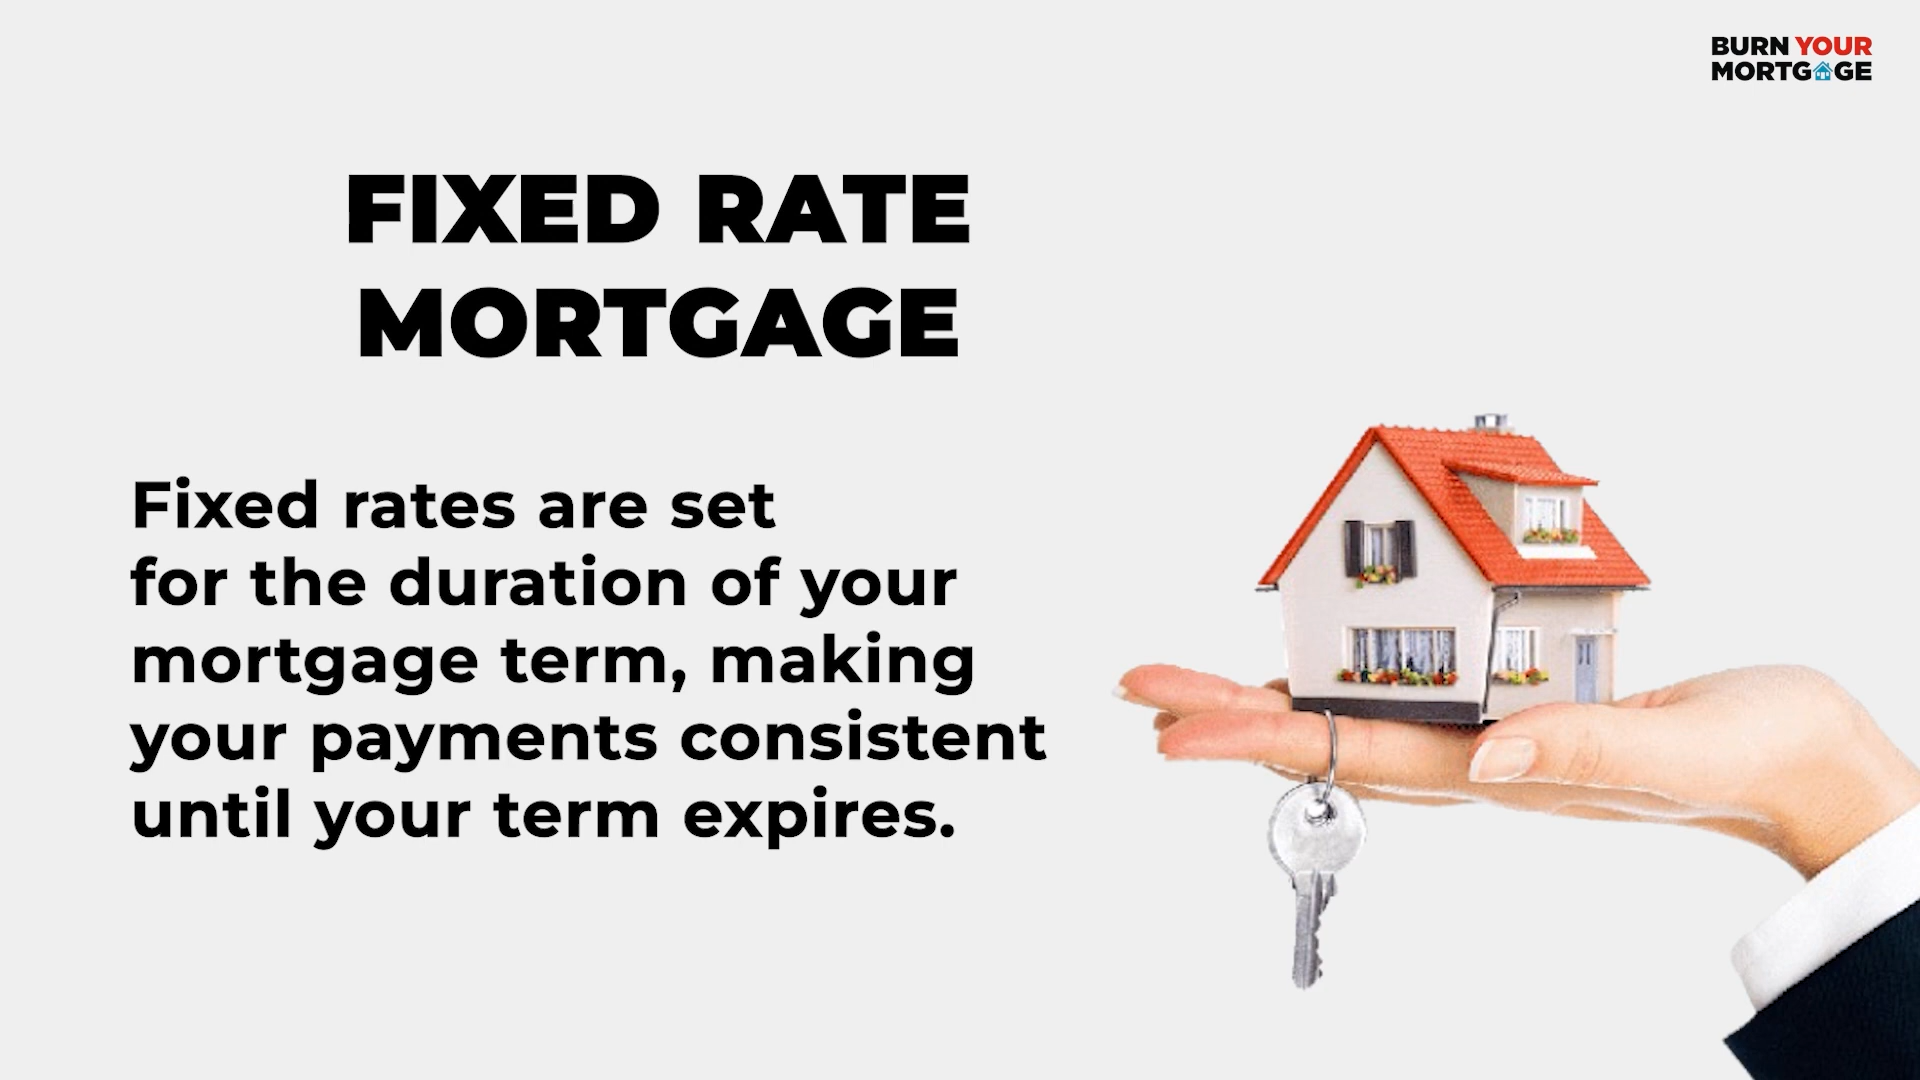 BURN YOUR
MORTGAGE
FIXED RATE
MORTGAGE
Fixed rates are set
for the duration of your
mortgage term, making
your payments consistent
until your term expires.